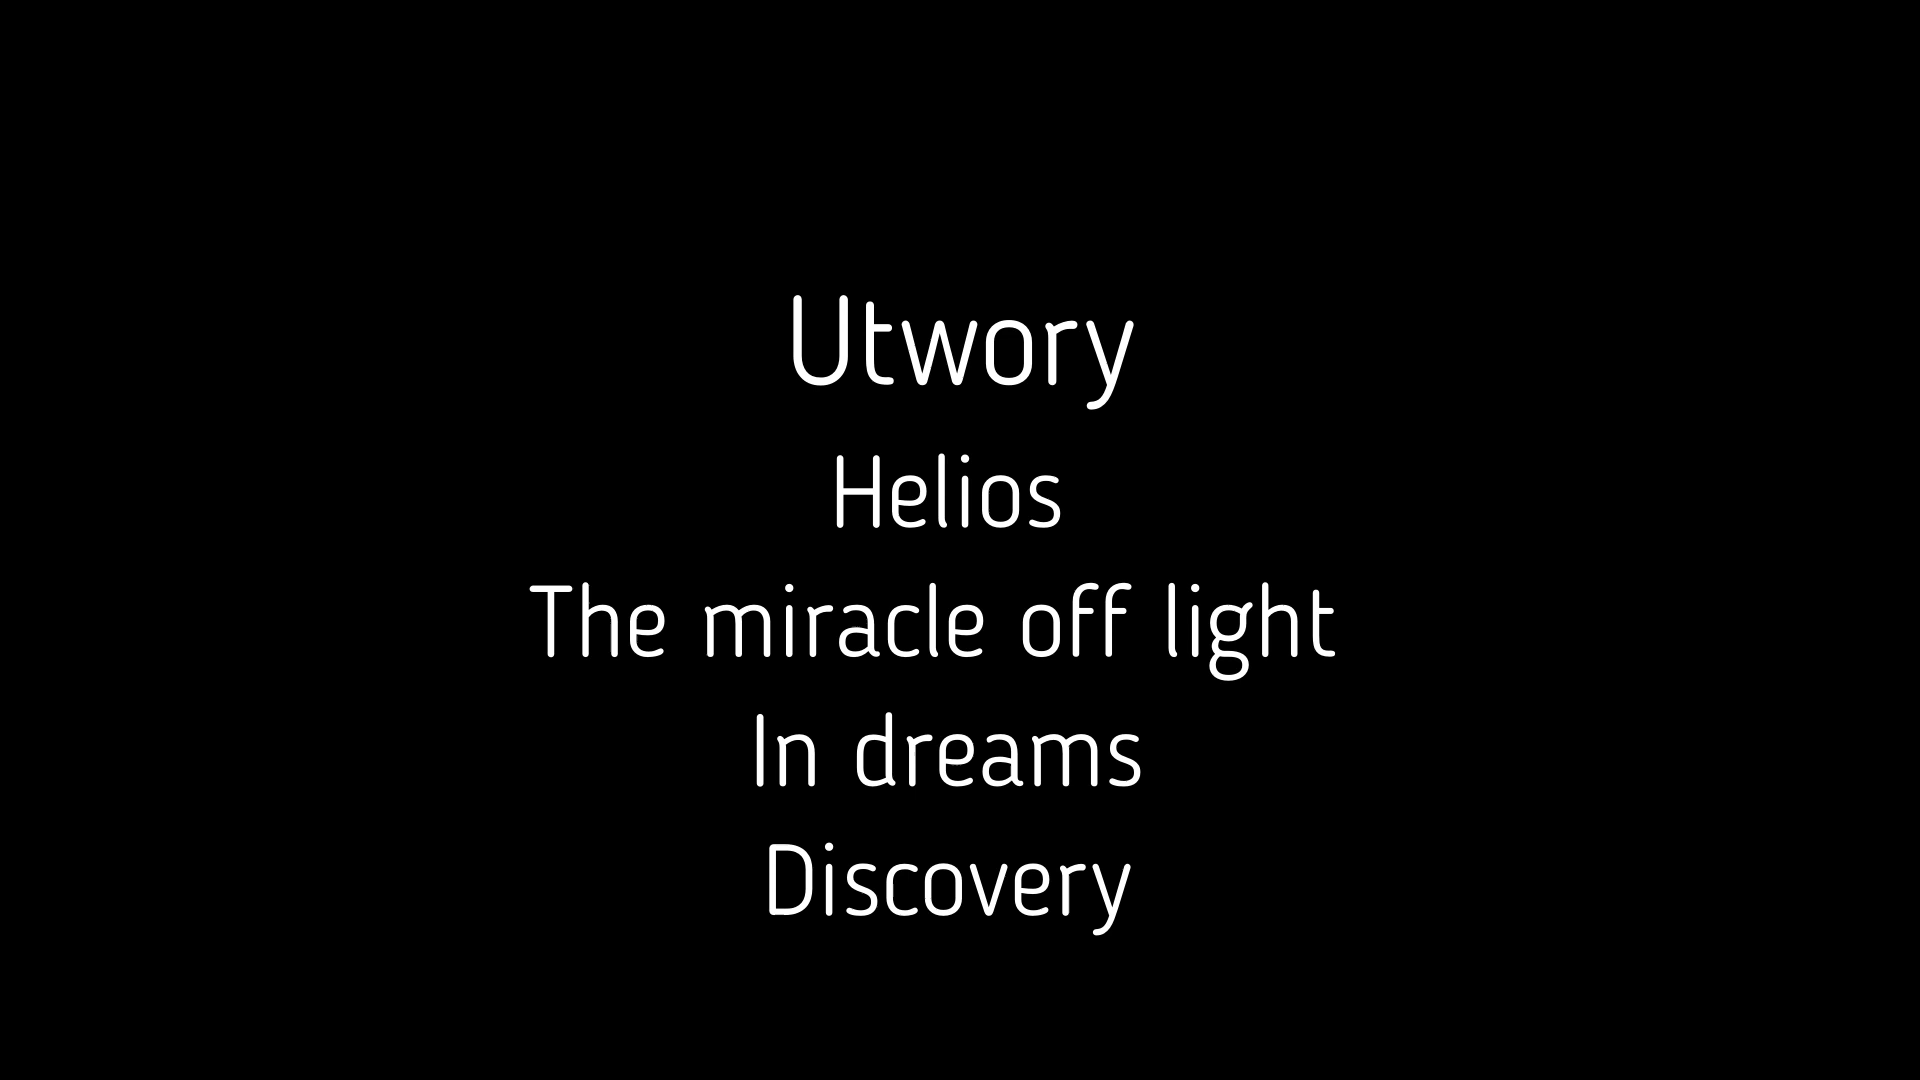 Utwory
Helios
The miracle off light
In dreams
Discovery